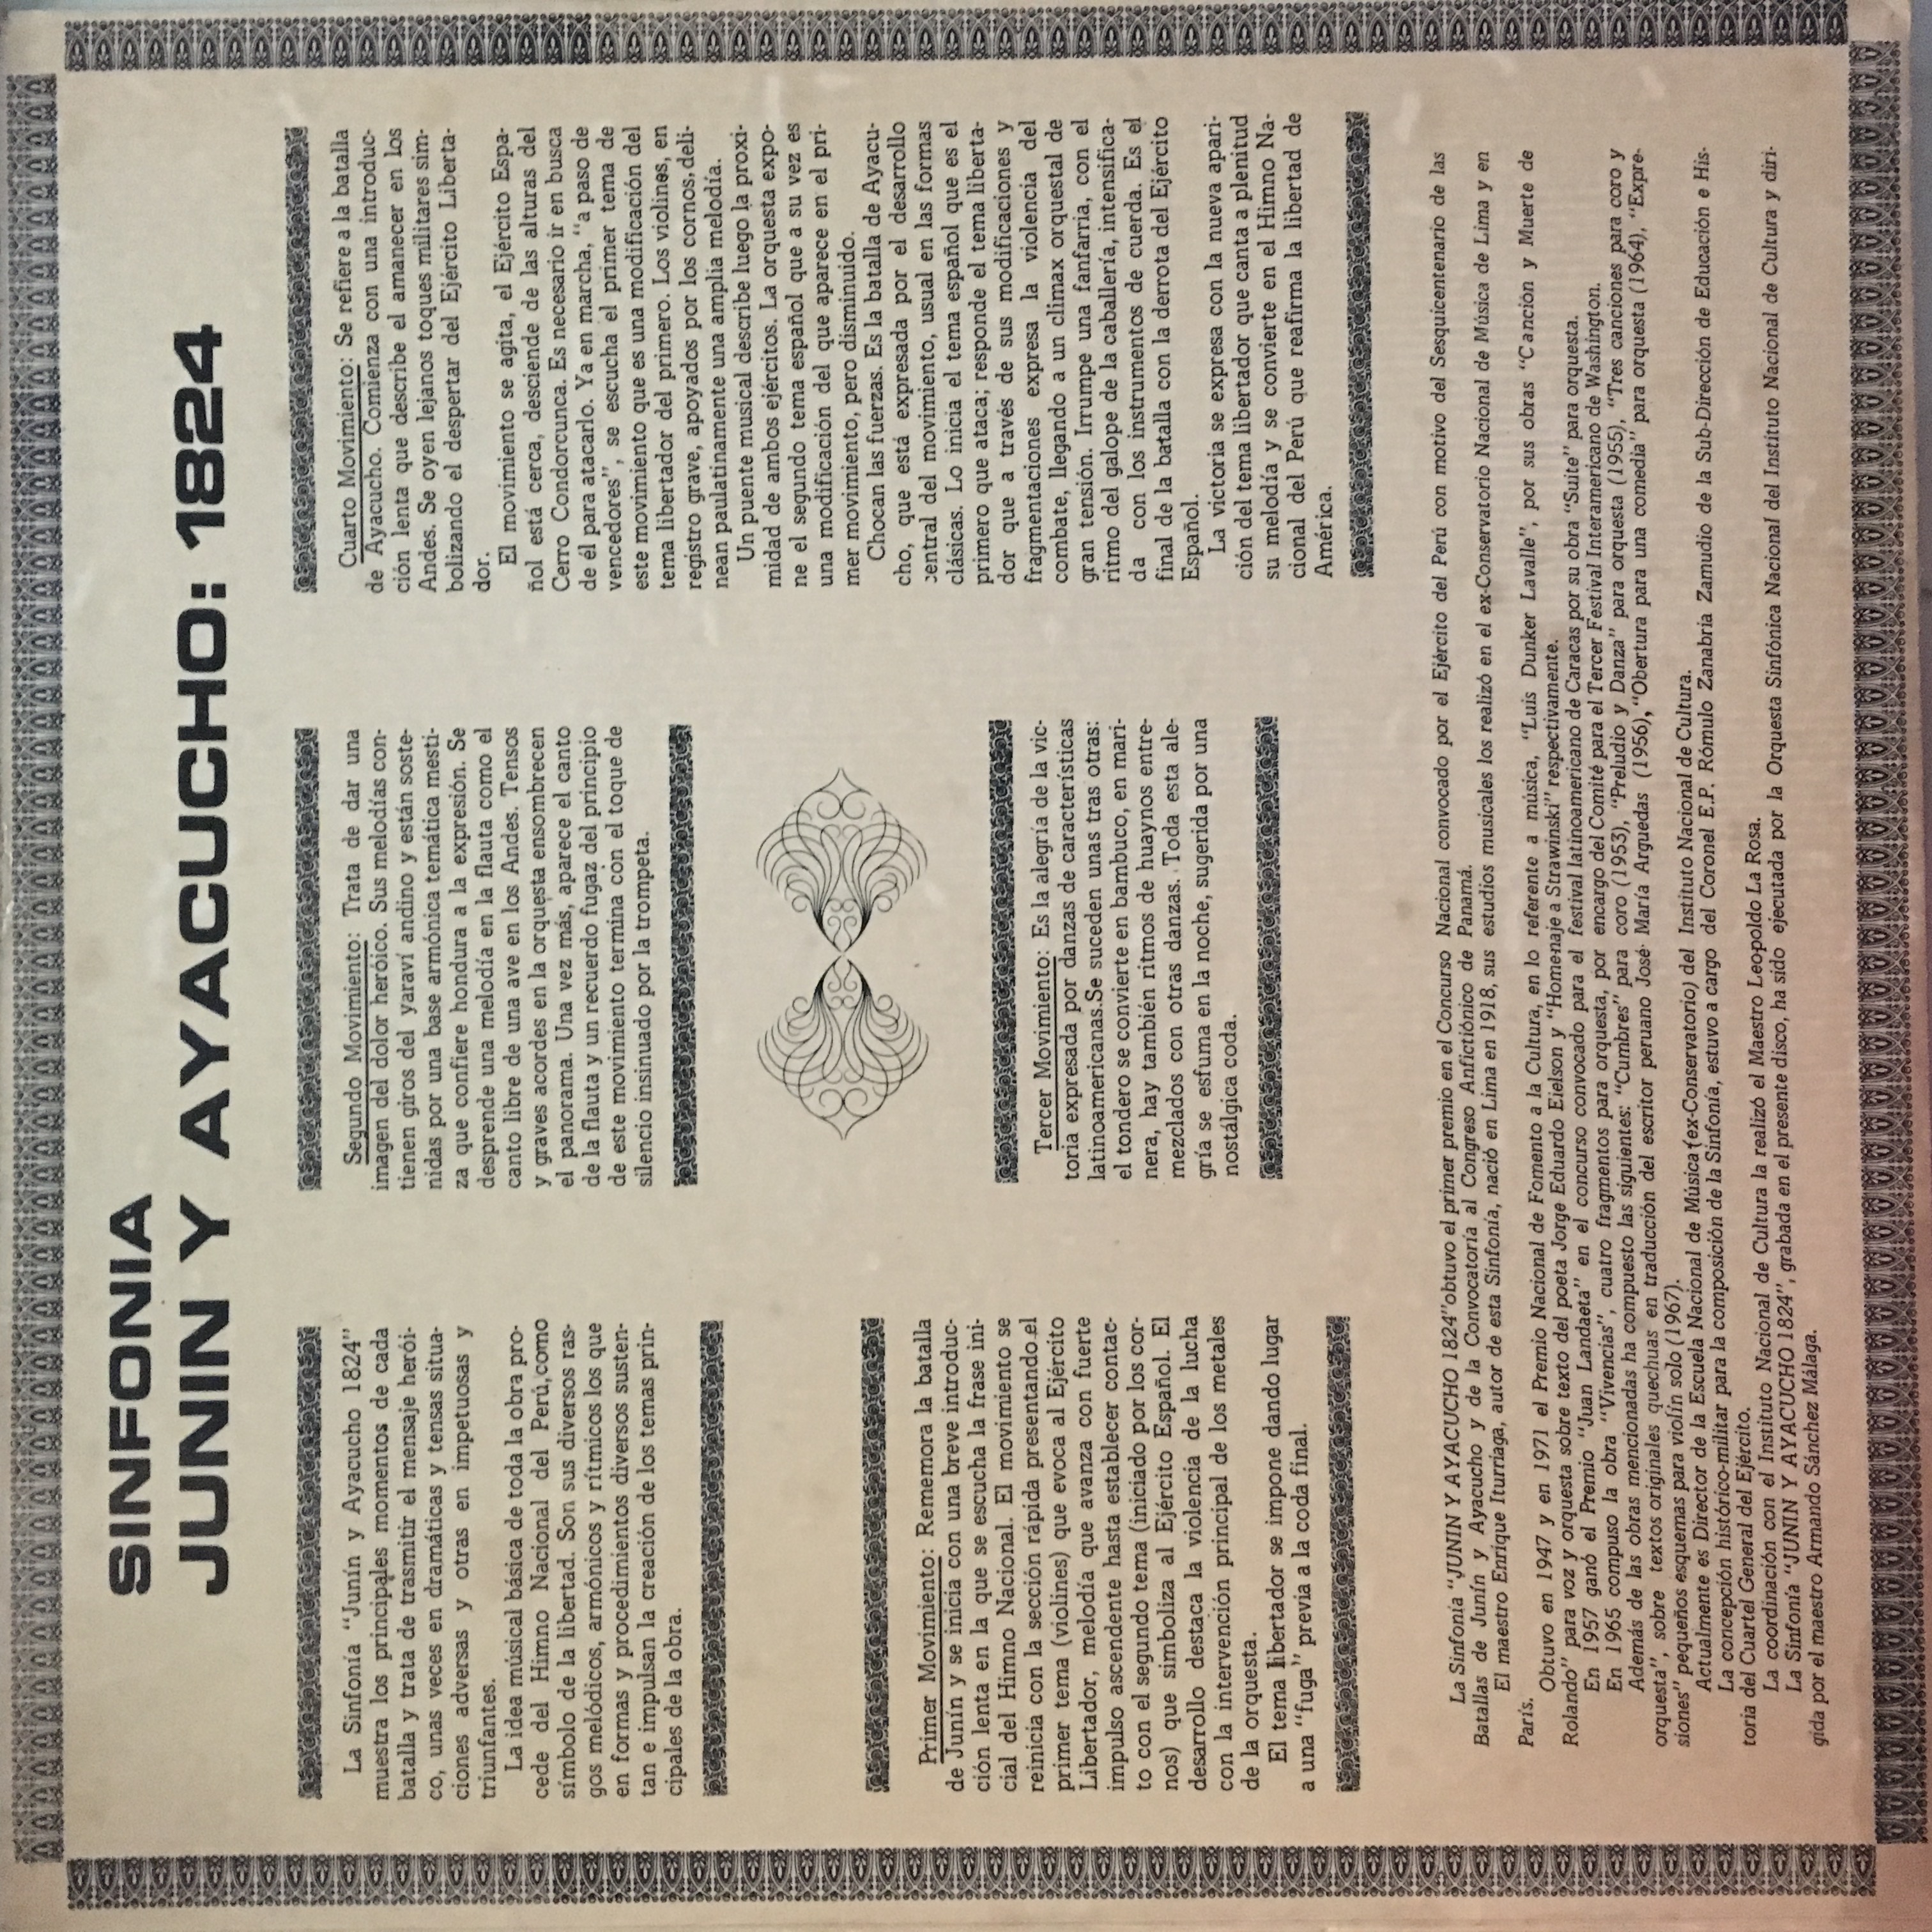 SINFONIA
JUNIN Y AYACUCHO: 1824
La Sinfonía “Junín y Ayacucho 1824”
muestra los principales momentos de cada
batalla y trata de trasmitir el mensaje herói-
co, unas veces en dramáticas y tensas situa-
ciones adversas y otras en impetuosas y
triunfantes.
La idea músical básica de toda la obra pro-
cede del Himno Nacional del Perú,como
símbolo de la libertad. Son sus diversos ras-
gos melódicos, armónicos y rítmicos los que
en formas y procedimientos diversos susten-
tan e impulsan la creación de los temas prin-
cipales de la obra.
Primer Movimiento: Rememora la batalla
de Junín y se inicia con una breve introduc-
ción lenta en la que se escucha la frase ini-
cial del Himno Nacional. El movimiento se
reinicia con la sección rápida presentando el
primer tema (violines) que evoca al Ejército
Libertador, melodía que avanza con fuerte
impulso ascendente hasta establecer contac-
to con el segundo tema (iniciado por los cor-
nos) que simboliza al Ejército Español. El
desarrollo destaca la violencia de la lucha
con la intervención principal de los metales
de la orquesta.
El tema libertador se impone dando lugar
a una “fuga” previa a la coda final.
Segundo Movimiento: Trata de dar una
imagen del dolor heróico. Sus melodías con-
tienen giros del yaraví andino y están soste-
nidas por una base armónica temática mesti-
za que confiere hondura a la expresión. Se
desprende una melodía en la flauta como el
canto libre de una ave en los Andes. Tensos
y graves acordes en la orquesta ensombrecen
el panorama. Una vez más, aparece el canto
de la flauta y un recuerdo fugaz del principio
de este movimiento termina con el toque de
silencio insinuado por la trompeta.
Tercer Movimiento: Es la alegría de la vic-
toria expresada por danzas de características
latinoamericanas.Se suceden unas tras otras:
el tondero se convierte en bambuco, en mari-
nera, hay también ritmos de huaynos entre-
mezclados con otras danzas. Toda esta ale-
gría se esfuma en la noche, sugerida por una
nostálgica coda.
Cuarto Movimiento: Se refiere a la batalla
de Ayacucho. Comienza con una introduc-
ción lenta que describe el amanecer en los
Andes. Se oyen lejanos toques militares sim-
bolizando el despertar del Ejército Liberta-
dor.
El movimiento se agita, el Ejército Espa-
ñol está cerca, desciende de las alturas del
Cerro Condorcunca. Es necesario ir en busca
de él para atacarlo. Ya en marcha, “a paso de
vencedores”, se escucha el primer tema de
este movimiento que es una modificación del
tema libertador del primero. Los violines, en
registro grave, apoyados por los cornos, deli-
nean paulatinamente una amplia melodía.
Un puente musical describe luego la proxi-
midad de ambos ejércitos. La orquesta expo-
ne el segundo tema español que a su vez es
una modificación del que aparece en el pri-
mer movimiento, pero disminuído.
Chocan las fuerzas. Es la batalla de Ayacu-
cho, que está expresada por el desarrollo
central del movimiento, usual en las formas
clásicas. Lo inicia el tema español que es el
primero que ataca; responde el tema liberta-
dor que a través de sus modificaciones y
fragmentaciones expresa la violencia del
combate, llegando a un climax orquestal de
gran tensión. Irrumpe una fanfarria, con el
ritmo del galope de la caballería, intensifica-
da con los instrumentos de cuerda. Es el
final de la batalla con la derrota del Ejército
Español.
La victoria se expresa con la nueva apari-
ción del tema libertador que canta a plenitud
su melodía y se convierte en el Himno Na-
cional del Perú que reafirma la libertad de
América.
La Sinfonía “JUNIN Y AYACUCHO 1824”obtuvo el primer premio en el Concurso Nacional convocado por el Ejército del Perú con motivo del Sesquicentenario de las
Batallas de Junín y Ayacucho y de la Convocatoria al Congreso Anfictiónico de Panamá.
El maestro Enrique Iturriaga, autor de esta Sinfonía, nació en Lima en 1918, sus estudios musicales los realizó en el ex-Conservatorio Nacional de Música de Lima y en
París.
Obtuvo en 1947 y en 1971 el Premio Nacional de Fomento a la Cultura, en lo referente a música, “Luis Dunker Lavalle”, por sus obras “Canción y Muerte de
Rolando” para voz y orquesta sobre texto del poeta Jorge Eduardo Eielson y “Homenaje a Strawinski” respectivamente.
En 1957 ganó el Premio “Juan Landaeta” en el concurso convocado para el festival latinoamericano de Caracas por su obra “Suite” para orquesta.
En 1965 compuso la obra “Vivencias”, cuatro fragmentos para orquesta, por encargo del Comité para el Tercer Festival Interamericano de Washington.
Además de las obras mencionadas ha compuesto las siguientes: “Cumbres” para coro (1953), “Preludio y Danza” para orquesta (1955), “Tres canciones para coro y
orquesta”, sobre textos originales quechuas en traducción del escritor peruano José María Arguedas (1956), “Obertura para una comedia” para orquesta (1964), “Expre-
siones” pequeños esquemas para violín solo (1967).
Actualmente es Director de la Escuela Nacional de Música (ex-Conservatorio) del Instituto Nacional de Cultura.
La concepción histórico-militar para la composición de la Sinfonía, estuvo a cargo del Coronel E.P. Rómulo Zanabria Zamudio de la Sub-Dirección de Educación e His-
toria del Cuartel General del Ejército.
La coordinación con el Instituto Nacional de Cultura la realizó el Maestro Leopoldo La Rosa.
La Sinfonía “JUNIN Y AYACUCHO 1824”, grabada en el presente disco, ha sido ejecutada por la Orquesta Sinfónica Nacional del Instituto Nacional de Cultura y diri-
gida por el maestro Armando Sánchez Málaga.